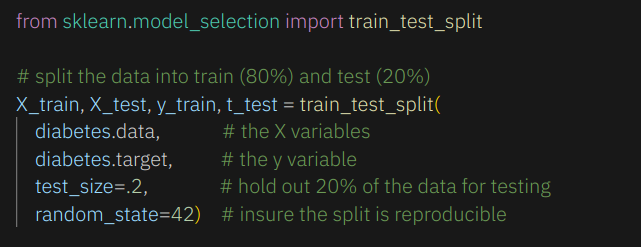 from sklearn.model_selection import train_test_split
# split the data into train (80%) and test (20%)
X_train, X_test, y_train, t_test = train_test_split(
diabetes.data, # the X variables
diabetes.target, # the y variable
test_size=.2, # hold out 20% of the data for testing
random_state=42) # insure the split is reproducible